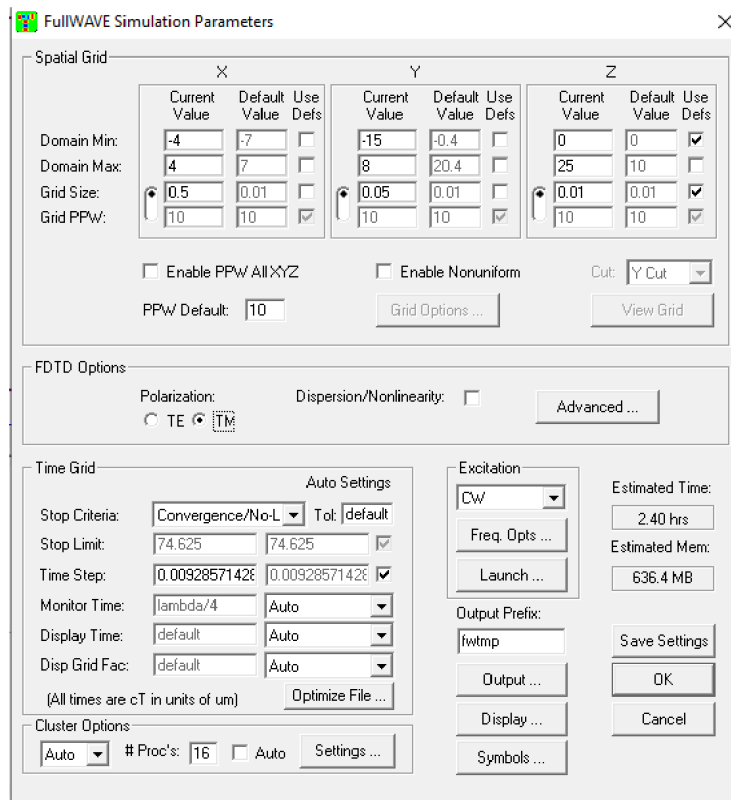 FullWAVE Simulation Parameters
Spatial Grid
X Y Z
Current Value Default Value Use Defs Current Value Default Value Use Defs Current Value Default Value Use Defs
Domain Min: -4 -7 -15 -0.4 0 0
Domain Max: 4 7 8 20.4 25 10
Grid Size: 0.5 0.01 0.05 0.01 0.01 0.01
Grid PPW: 10 10 10 10 10 10
Enable PPW All XYZ Enable Nonuniform Cut: Y Cut
PPW Default: 10 Grid Options ... View Grid
FDTD Options
Polarization: Dispersion/Nonlinearity: Advanced ...
TE TM
Time Grid
Auto Settings
Stop Criteria: Convergence/No-L Tol: default
Stop Limit: 74.625 74.625
Time Step: 0.00928571428 0.00928571428
Monitor Time: lambda/4 Auto
Display Time: default Auto
Disp Grid Fac: default Auto
(All times are cT in units of um) Optimize File ...
Cluster Options
Auto # Proc's: 16 Auto Settings ...
Excitation
CW
Freq. Opts ...
Launch ...
Output Prefix:
fwtmp
Output ...
Display ...
Symbols ...
Estimated Time:
2.40 hrs
Estimated Mem:
636.4 MB
Save Settings
OK
Cancel